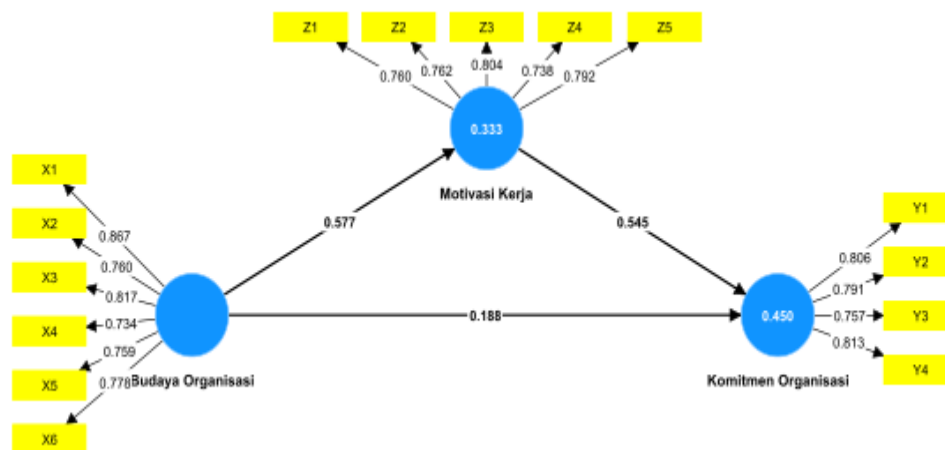 Z1
Z2
Z3
Z4
Z5
0.760
0.762
0.804
0.738
0.792
0.333
Motivasi Kerja
X1
X2
X3
X4
X5
X6
0.867
0.760
0.817
0.734
0.759
0.778
Budaya Organisasi
0.577
0.545
0.188
Y1
Y2
Y3
Y4
0.806
0.791
0.757
0.813
0.450
Komitmen Organisasi